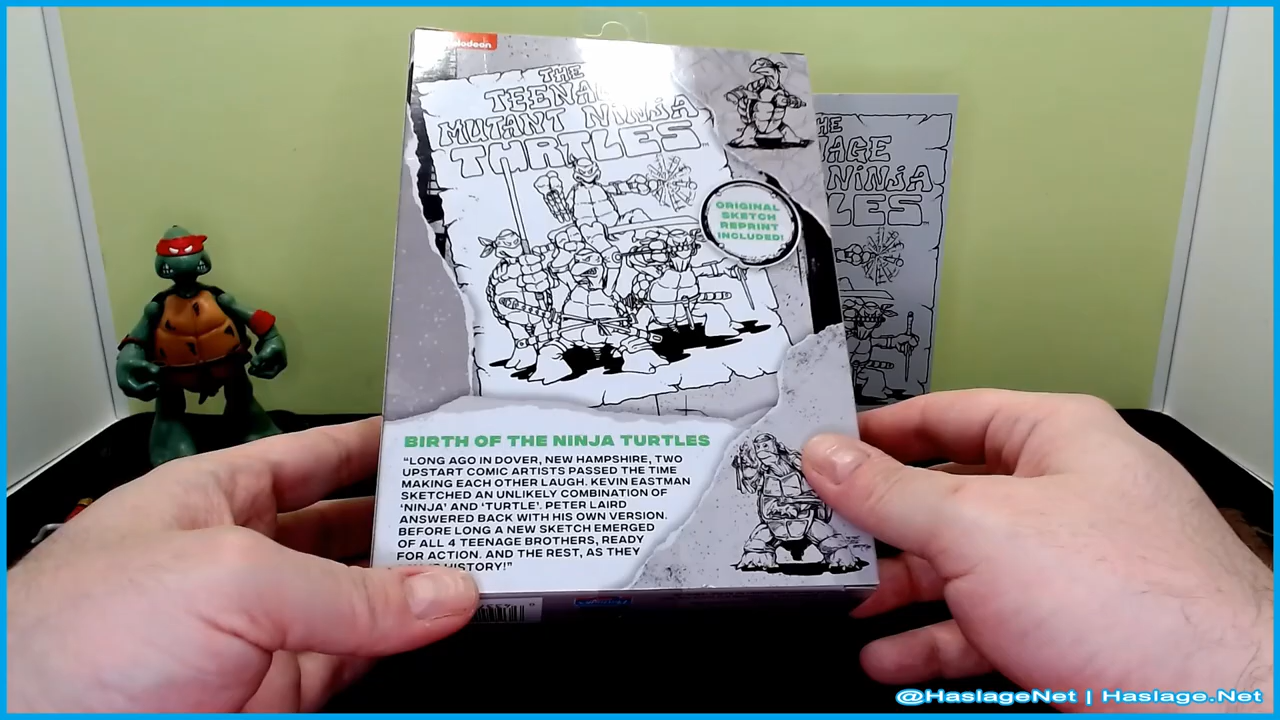 THE
MUTANT NINJA
TURTLES
ORIGINAL
SKETCH
REPRINT
INCLUDED!
BIRTH OF THE NINJA TURTLES
"LONG AGO IN DOVER, NEW HAMPSHIRE, TWO
UPSTART COMIC ARTISTS PASSED THE TIME
MAKING EACH OTHER LAUGH. KEVIN EASTMAN
SKETCHED AN UNLIKELY COMBINATION OF
'NINJA' AND 'TURTLE'. PETER LAIRD
ANSWERED BACK WITH HIS OWN VERSION.
BEFORE LONG A NEW SKETCH EMERGED
OF ALL 4 TEENAGE BROTHERS, READY
FOR ACTION. AND THE REST, AS THEY
HISTORY!"
NINJA
@HaslageNet | Haslage.Net